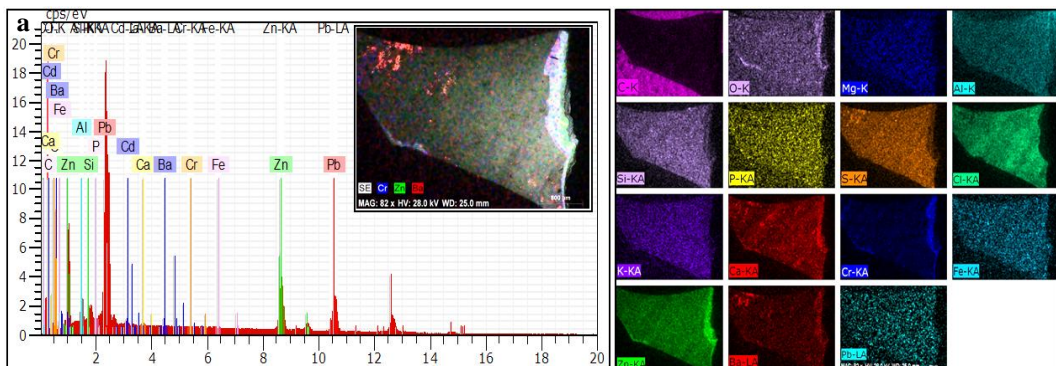 a
cps/eV
Zn-KA Pb-LA
20
18
16
14
12
10
8
6
4
2
0
Cr
Cd
Ba
Fe
Al Pb
Ca P Cd
C Zn Si Ca Ba Cr Fe Zn Pb
2 4 6 8 10 12 14 16 18 20
SE Cr Zn Ba
MAG: 82 x HV: 28.0 kV WD: 25.0 mm
C-K O-K Mg-K Al-K
Si-KA P-KA S-KA Cl-KA
K-KA Ca-KA Cr-KA Fe-KA
Zn-KA Ba-LA Pb-LA